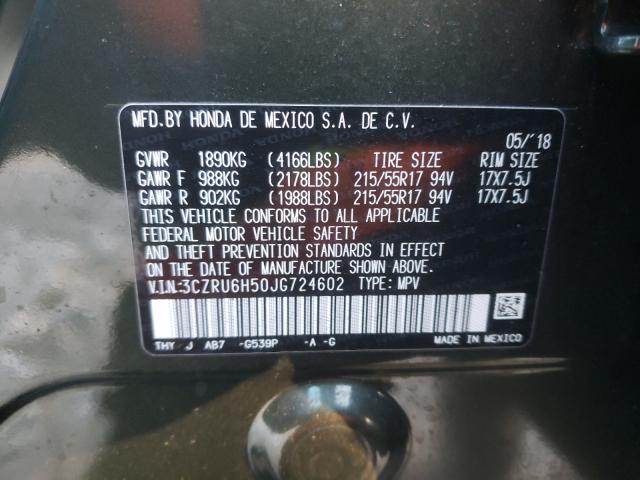 MFD.BY HONDA DE MEXICO S.A. DE C.V.
05/'18
GVWR 1890KG (4166LBS) TIRE SIZE RIM SIZE
GAWR F 988KG (2178LBS) 215/55R17 94V 17X7.5J
GAWR R 902KG (1988LBS) 215/55R17 94V 17X7.5J
THIS VEHICLE CONFORMS TO ALL APPLICABLE
FEDERAL MOTOR VEHICLE SAFETY
AND THEFT PREVENTION STANDARDS IN EFFECT
ON THE DATE OF MANUFACTURE SHOWN ABOVE.
V.I.N.:3CZRU6H50JG724602 TYPE: MPV
THY J AB7 -G539P -A -G MADE IN MEXICO